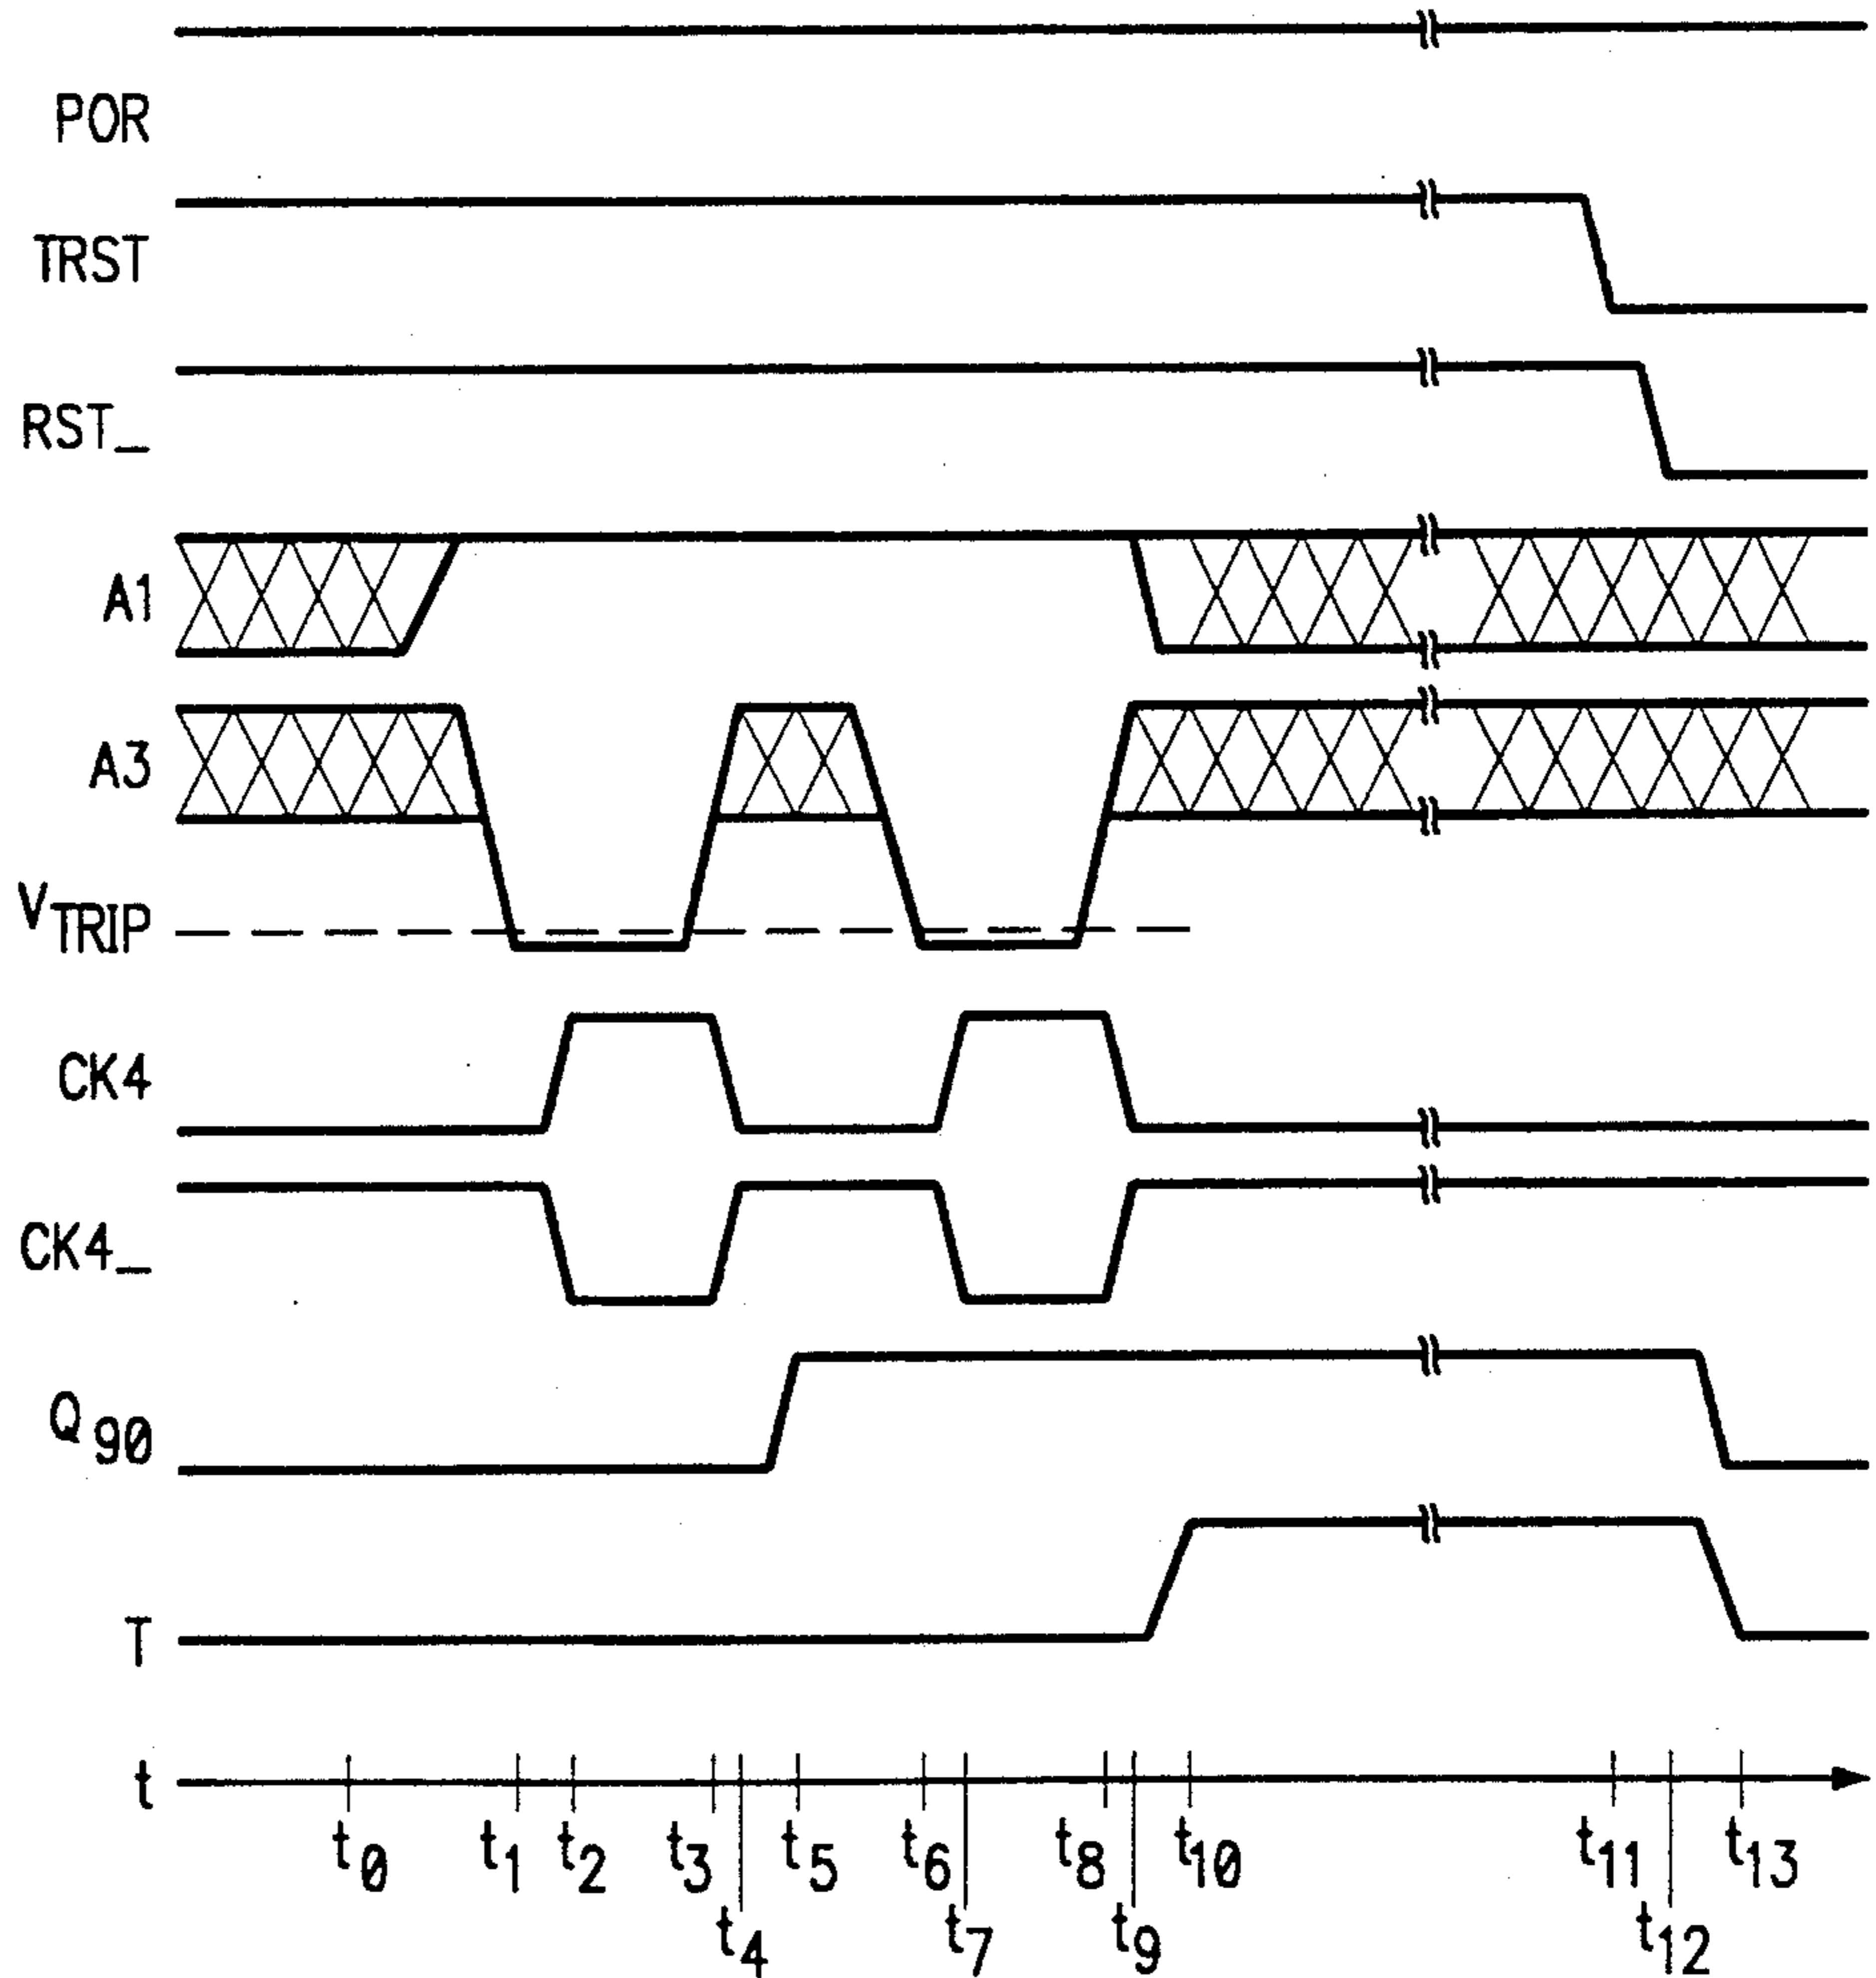 POR
TRST
RST_
A1
A3
VTRIP
CK4
CK4_
Q90
T
t
t0 t1 t2 t3 t4 t5 t6 t7 t8 t9 t10 t11 t12 t13